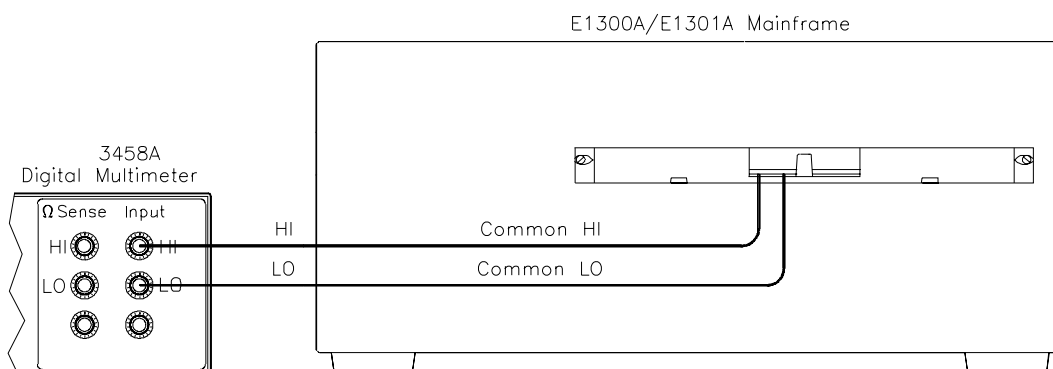 E1300A/E1301A Mainframe
3458A
Digital Multimeter
Ω Sense Input
HI HI
LO LO
HI Common HI
LO Common LO